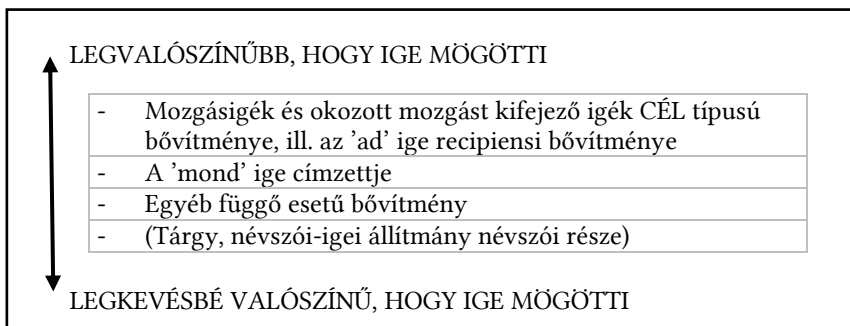 LEGVALÓSZÍNŰBB, HOGY IGE MÖGÖTTI
- Mozgásigék és okozott mozgást kifejező igék CÉL típusú
bővítménye, ill. az ’ad’ ige recipiensi bővítménye
- A ’mond’ ige címzettje
- Egyéb függő esetű bővítmény
- (Tárgy, névszói-igei állítmány névszói része)
LEGKEVÉSBÉ VALÓSZÍNŰ, HOGY IGE MÖGÖTTI